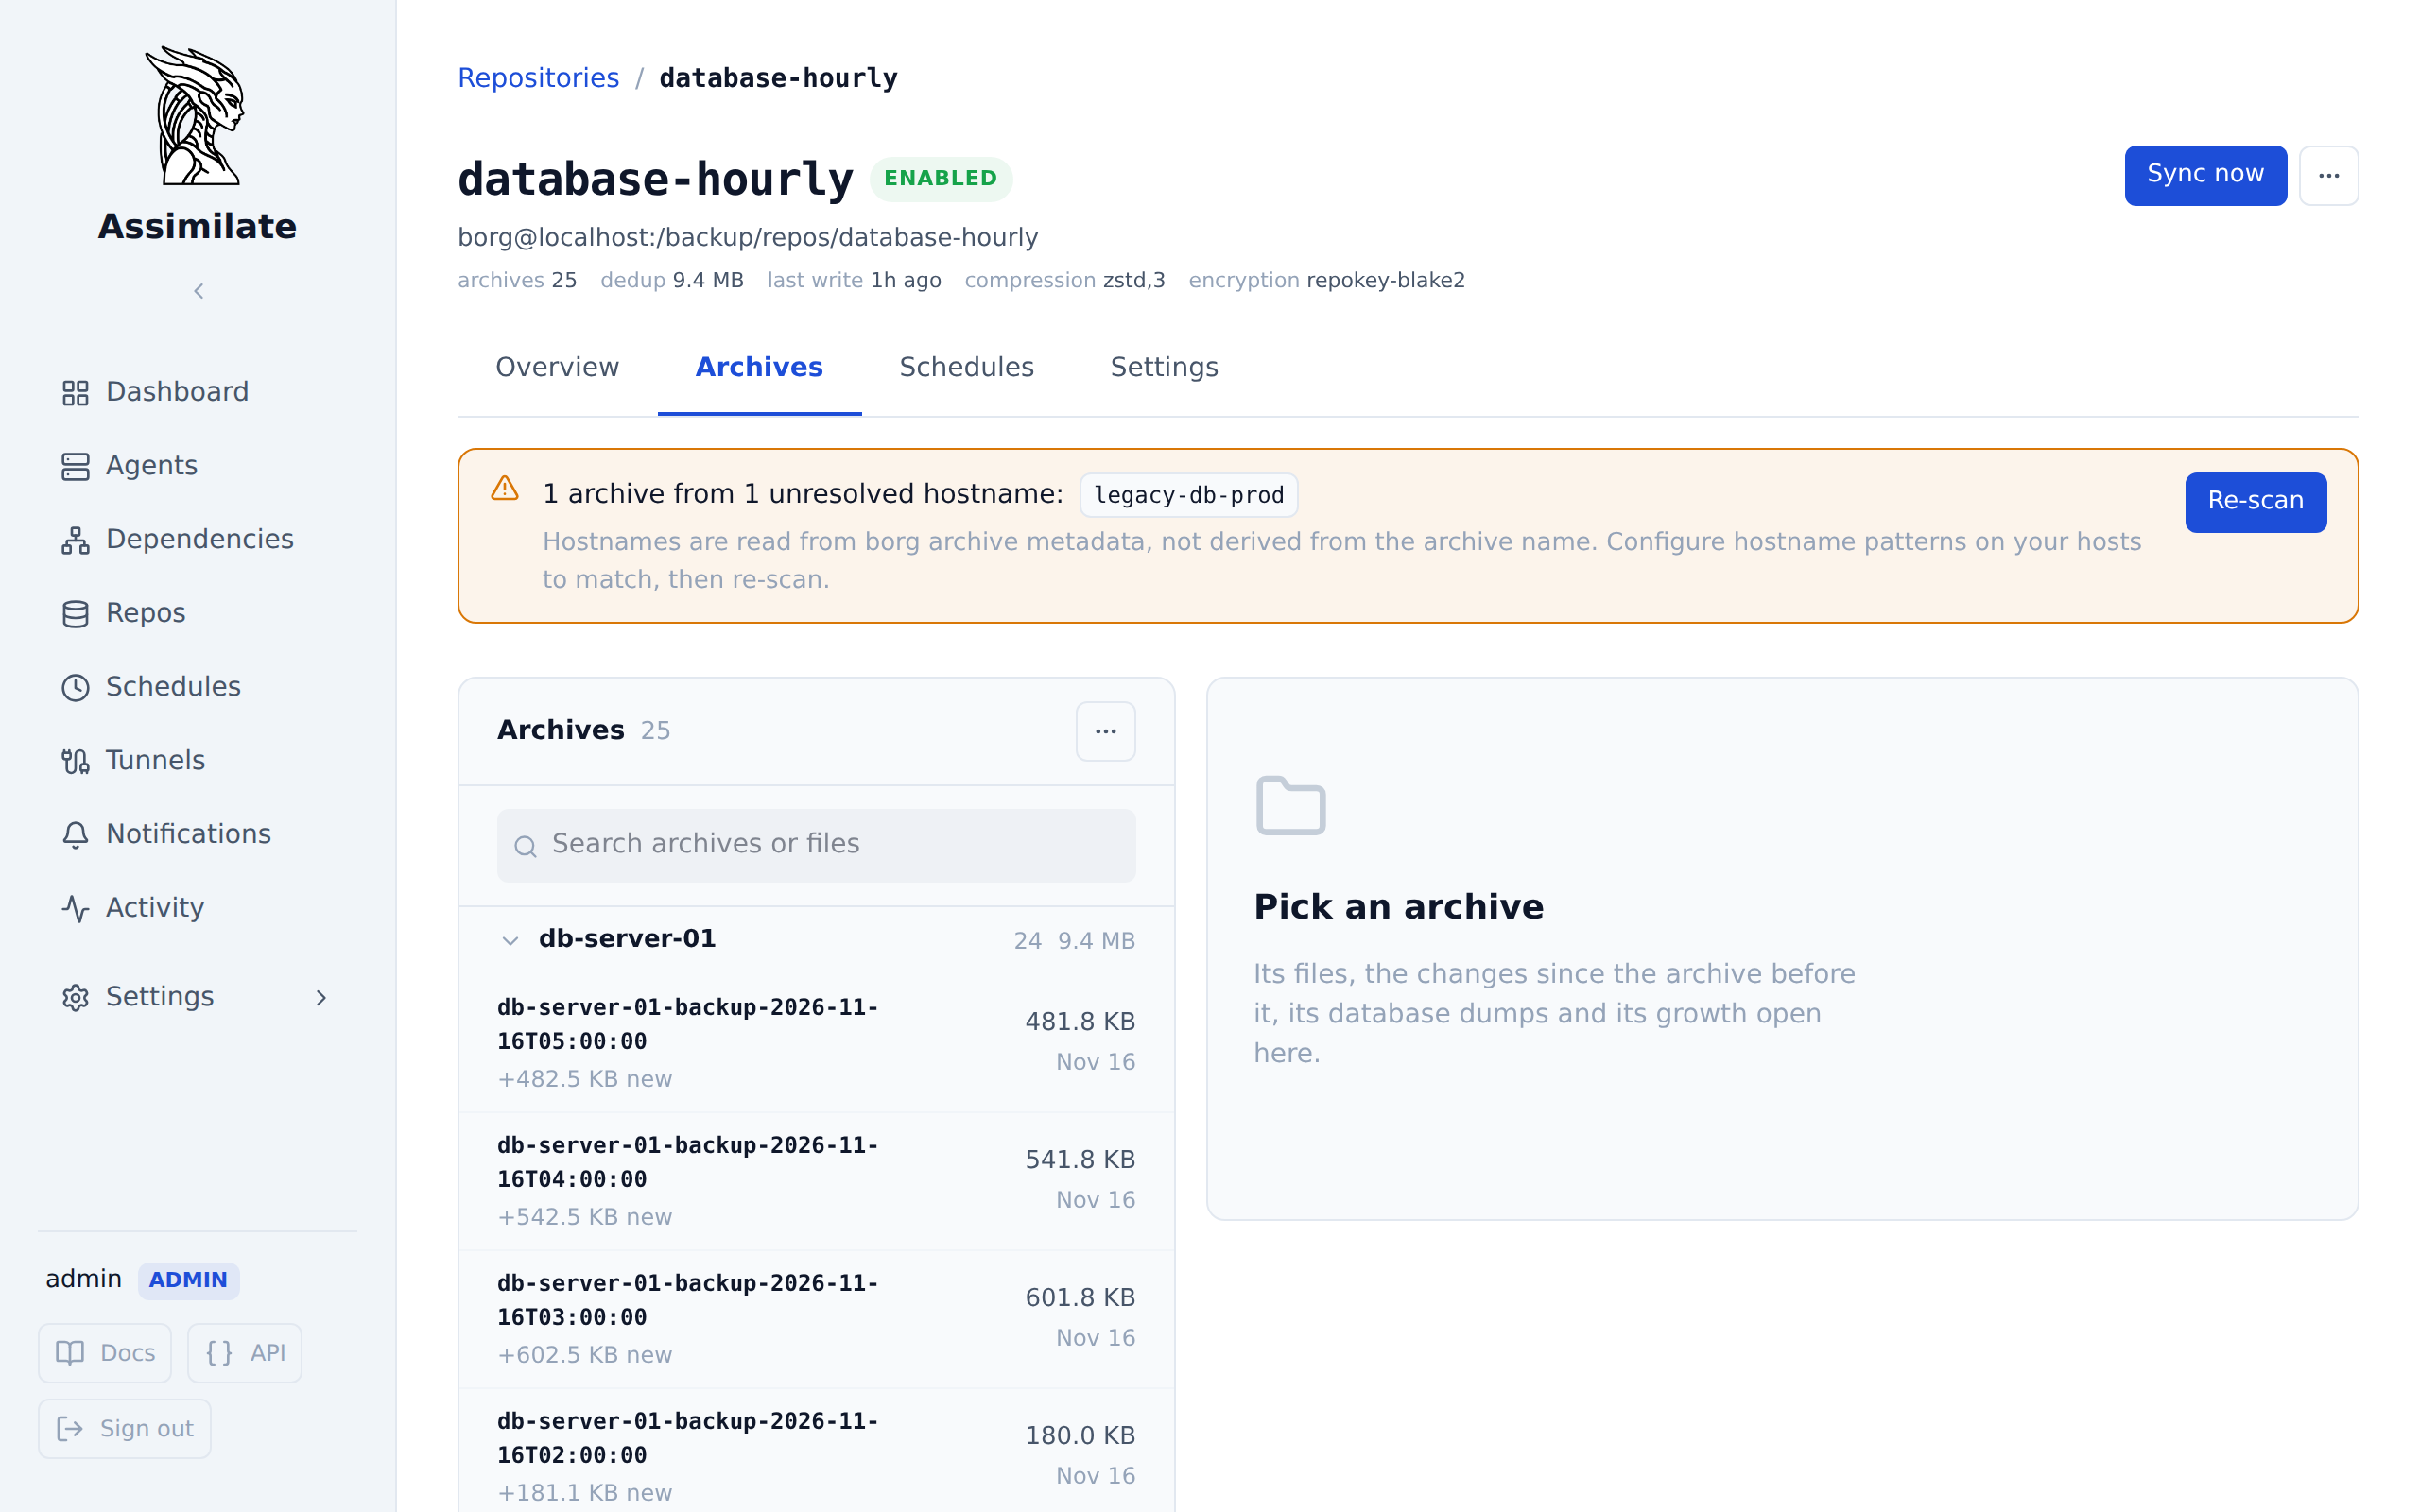 Assimilate
Dashboard
Agents
Dependencies
Repos
Schedules
Tunnels
Notifications
Activity
Settings
admin ADMIN
Docs API
Sign out
Repositories / database-hourly
database-hourly ENABLED
Sync now
borg@localhost:/backup/repos/database-hourly
archives 25 dedup 9.4 MB last write 1h ago compression zstd,3 encryption repokey-blake2
Overview Archives Schedules Settings
1 archive from 1 unresolved hostname: legacy-db-prod
Re-scan
Hostnames are read from borg archive metadata, not derived from the archive name. Configure hostname patterns on your hosts
to match, then re-scan.
Archives 25
Search archives or files
db-server-01 24 9.4 MB
db-server-01-backup-2026-11-
16T05:00:00
481.8 KB
Nov 16
+482.5 KB new
db-server-01-backup-2026-11-
16T04:00:00
541.8 KB
Nov 16
+542.5 KB new
db-server-01-backup-2026-11-
16T03:00:00
601.8 KB
Nov 16
+602.5 KB new
db-server-01-backup-2026-11-
16T02:00:00
180.0 KB
Nov 16
+181.1 KB new
Pick an archive
Its files, the changes since the archive before
it, its database dumps and its growth open
here.